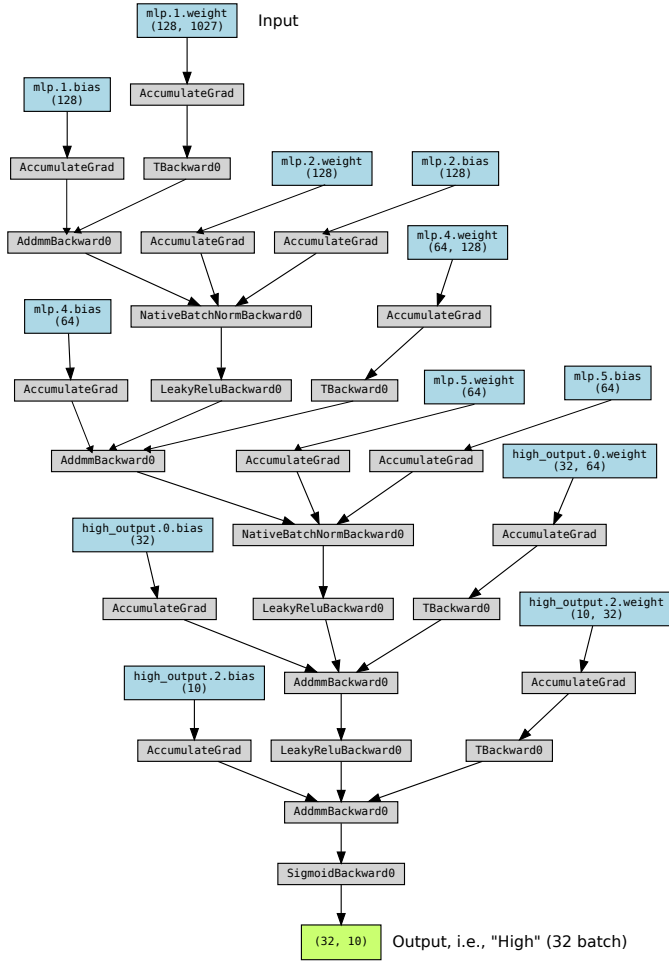 mlp.1.weight
(128, 1027)
Input
mlp.1.bias
(128)
AccumulateGrad
AccumulateGrad
TBackward0
mlp.2.weight
(128)
mlp.2.bias
(128)
AddmmBackward0
AccumulateGrad
AccumulateGrad
mlp.4.weight
(64, 128)
mlp.4.bias
(64)
NativeBatchNormBackward0
AccumulateGrad
AccumulateGrad
LeakyReluBackward0
TBackward0
mlp.5.weight
(64)
mlp.5.bias
(64)
AddmmBackward0
AccumulateGrad
AccumulateGrad
high_output.0.weight
(32, 64)
high_output.0.bias
(32)
NativeBatchNormBackward0
AccumulateGrad
AccumulateGrad
LeakyReluBackward0
TBackward0
high_output.2.weight
(10, 32)
high_output.2.bias
(10)
AddmmBackward0
AccumulateGrad
AccumulateGrad
LeakyReluBackward0
TBackward0
AddmmBackward0
SigmoidBackward0
(32, 10)
Output, i.e., "High" (32 batch)